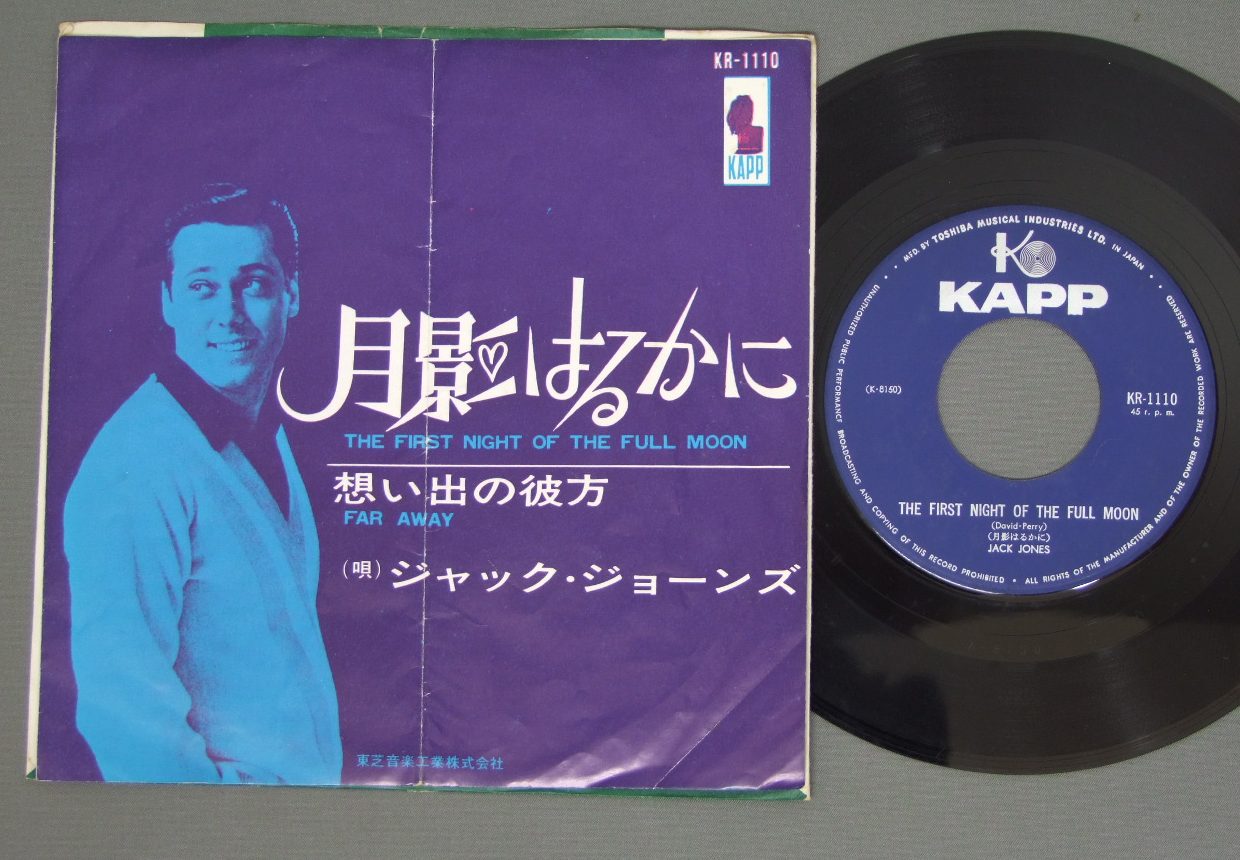 KR-1110
KAPP
月影はるかに
THE FIRST NIGHT OF THE FULL MOON
想い出の彼方
FAR AWAY
(唄)ジャック・ジョーンズ
東芝音楽工業株式会社
• • MFD. BY TOSHIBA MUSICAL INDUSTRIES LTD. IN JAPAN • •
K
KAPP
(K-8150)
KR-1110
45 r. p. m.
THE FIRST NIGHT OF THE FULL MOON
(David-Perry)
(月影はるかに)
JACK JONES
UNAUTHORIZED PUBLIC PERFORMANCE BROADCASTING AND COPYING OF THIS RECORD PROHIBITED • ALL RIGHTS OF THE MANUFACTURER AND OF THE OWNER OF THE RECORDED WORK ARE RESERVED